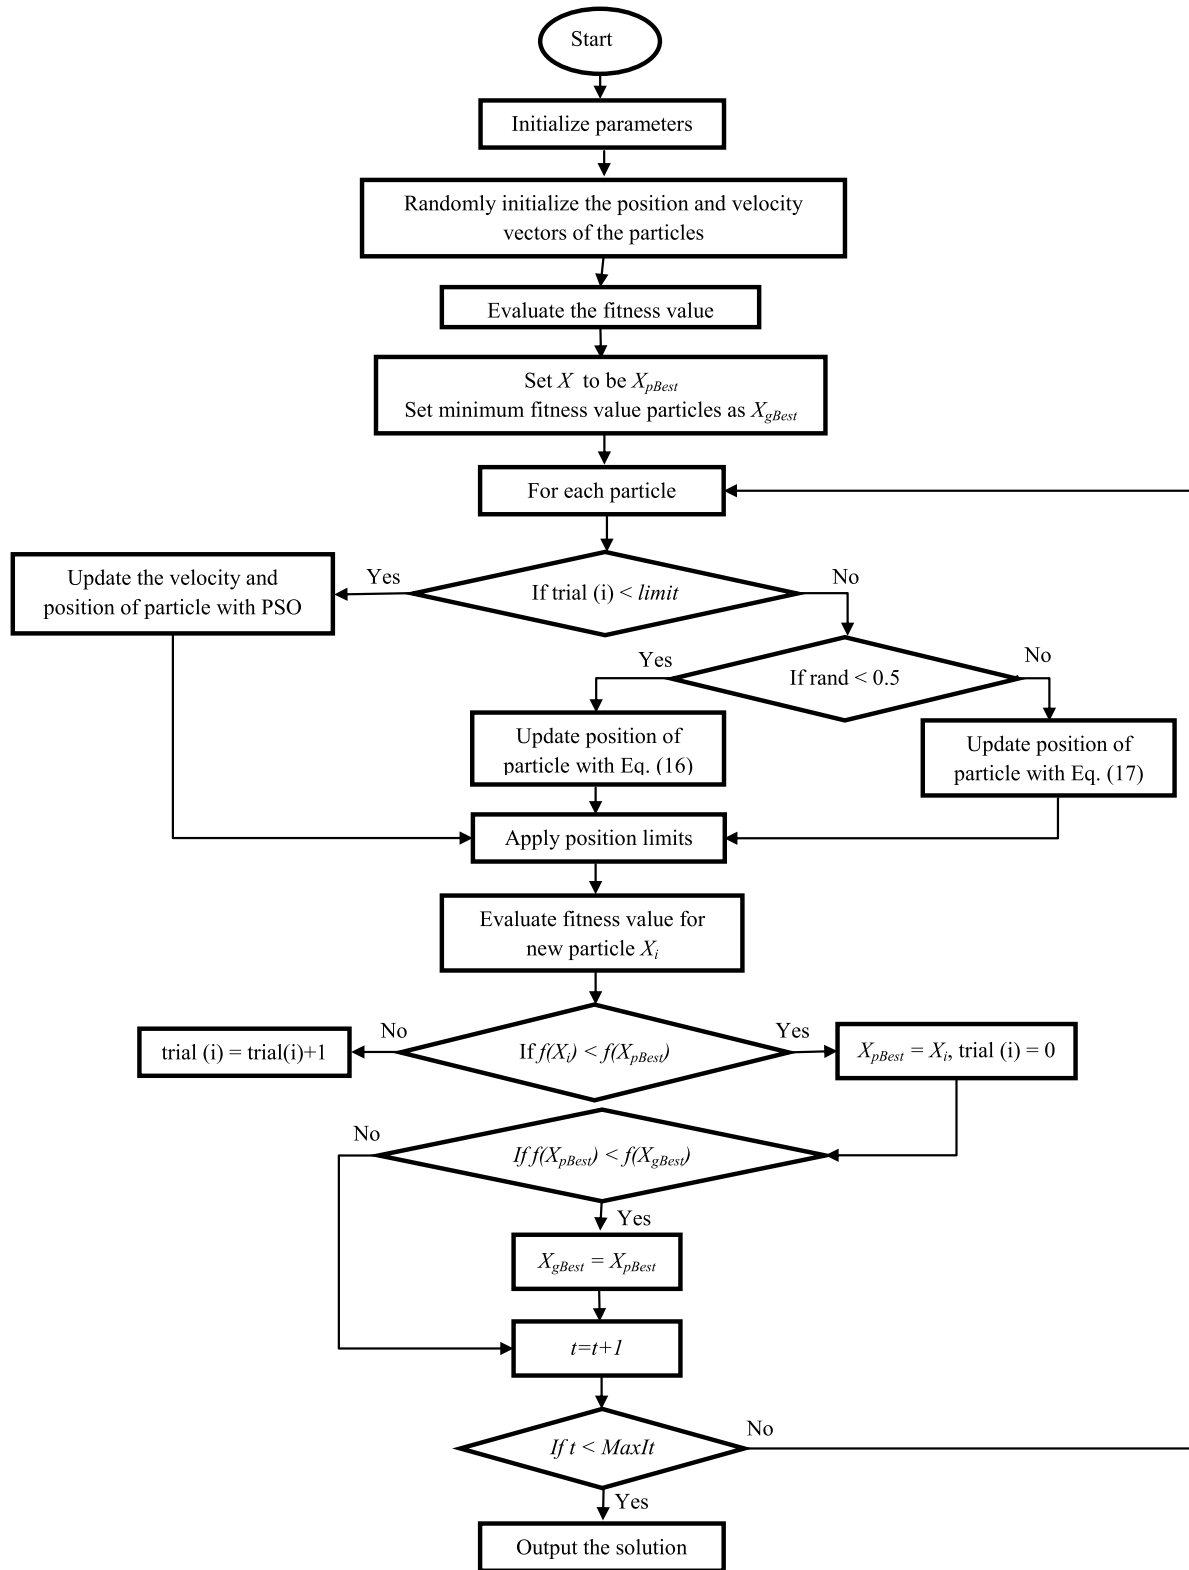 Start
Initialize parameters
Randomly initialize the position and velocity
vectors of the particles
Evaluate the fitness value
Set X to be XpBest
Set minimum fitness value particles as XgBest
For each particle
Update the velocity and
position of particle with PSO
Yes
If trial (i) < limit
No
Yes
If rand < 0.5
No
Update position of
particle with Eq. (16)
Update position of
particle with Eq. (17)
Apply position limits
Evaluate fitness value for
new particle Xi
trial (i) = trial(i)+1
No
If f(Xi) < f(XpBest)
Yes
XpBest = Xi, trial (i) = 0
No
If f(XpBest) < f(XgBest)
Yes
XgBest = XpBest
t=t+1
If t < MaxIt
No
Yes
Output the solution